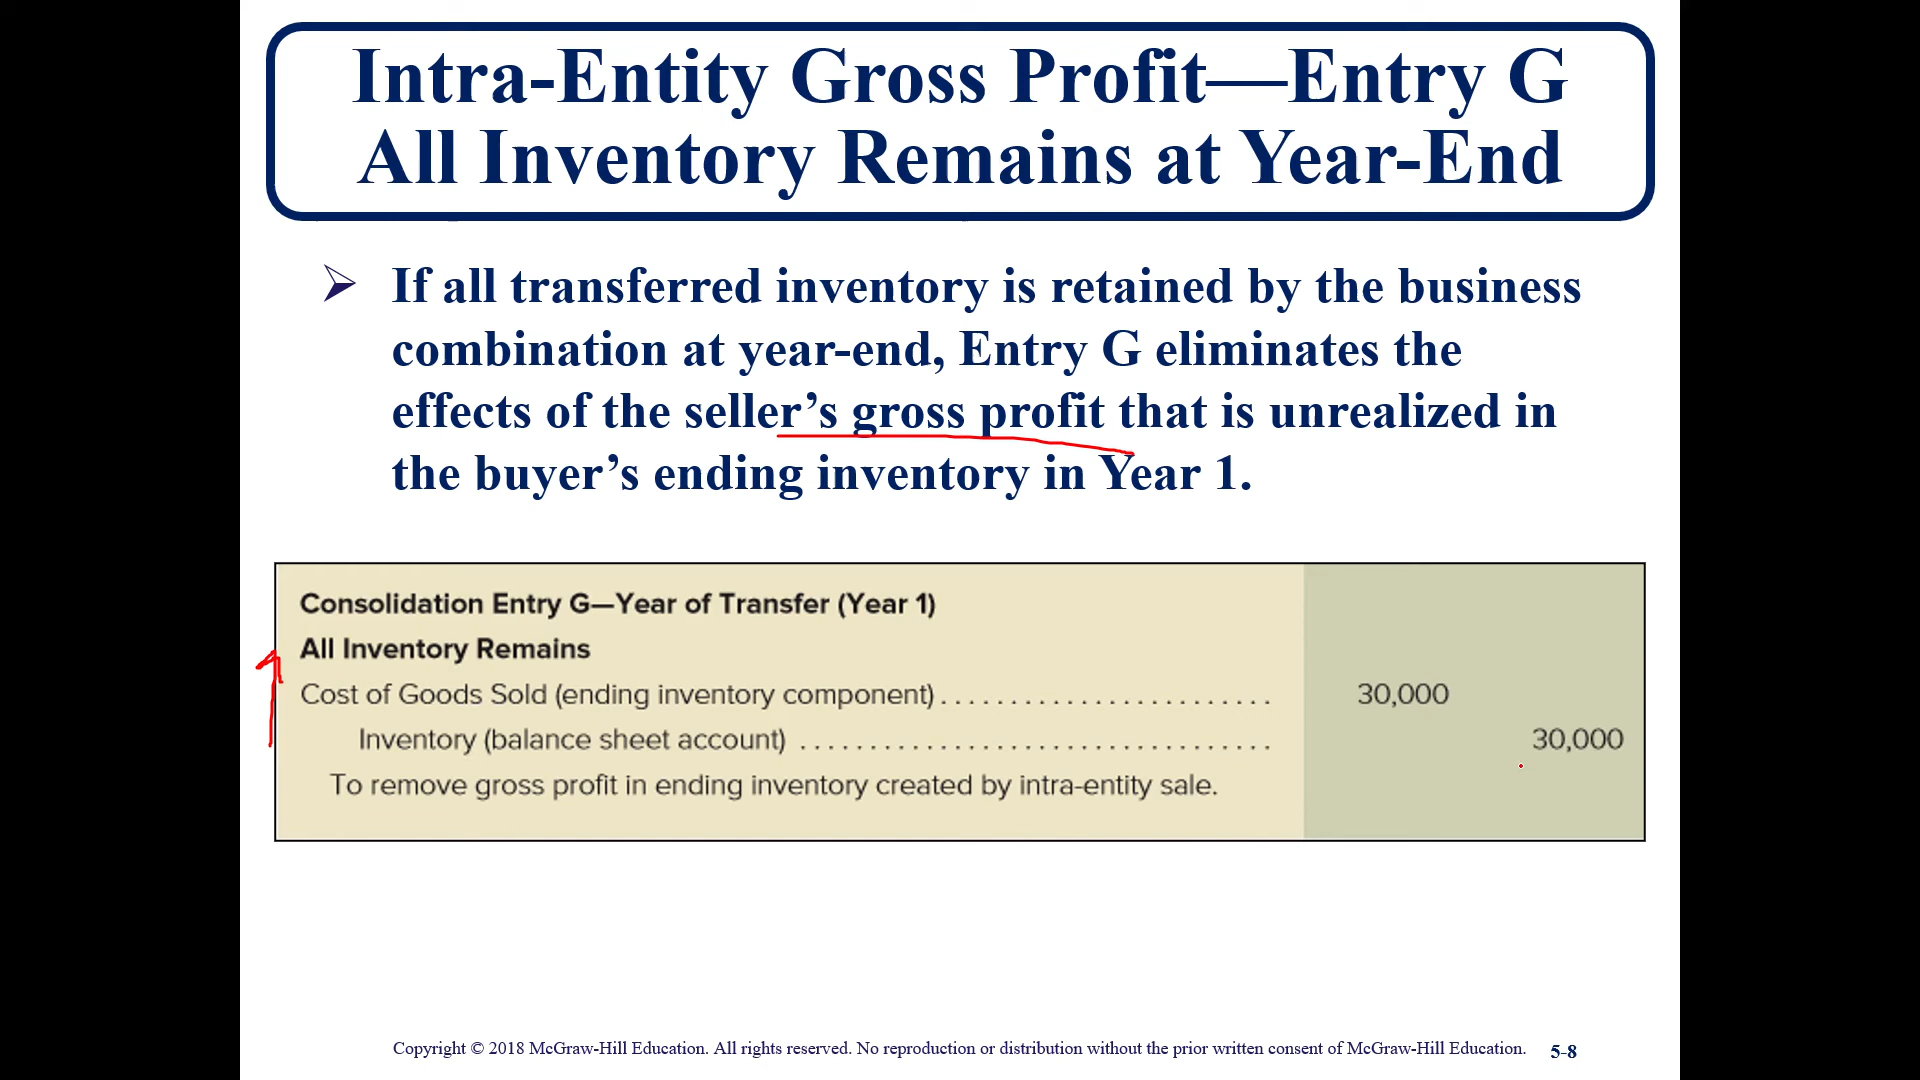 Intra-Entity Gross Profit—Entry G
All Inventory Remains at Year-End
If all transferred inventory is retained by the business
combination at year-end, Entry G eliminates the
effects of the seller’s gross profit that is unrealized in
the buyer’s ending inventory in Year 1.
Consolidation Entry G—Year of Transfer (Year 1)
All Inventory Remains
Cost of Goods Sold (ending inventory component) . . . . . . . . . . . . . . . . . . . . . . . . 30,000
Inventory (balance sheet account) . . . . . . . . . . . . . . . . . . . . . . . . . . . . . . . . . . 30,000
To remove gross profit in ending inventory created by intra-entity sale.
Copyright © 2018 McGraw-Hill Education. All rights reserved. No reproduction or distribution without the prior written consent of McGraw-Hill Education. 5-8